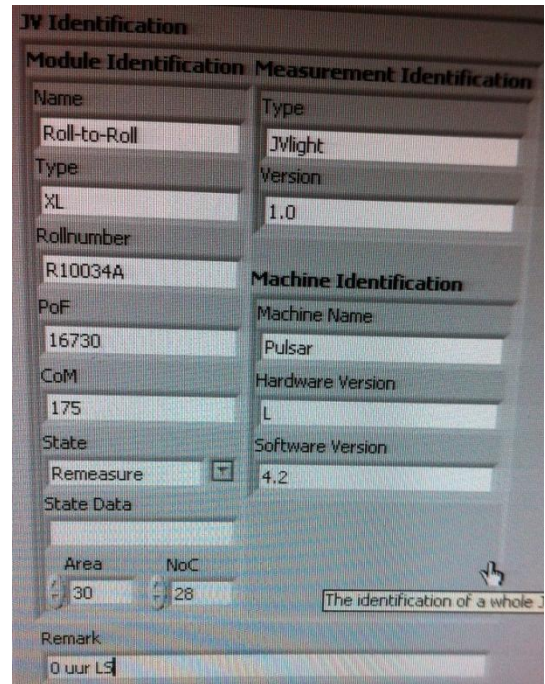 JV Identification
Module Identification
Name
Roll-to-Roll
Type
XL
Rollnumber
R10034A
PoF
16730
CoM
175
State
Remeasure
State Data
Area
30
NoC
28
Measurement Identification
Type
JVlight
Version
1.0
Machine Identification
Machine Name
Pulsar
Hardware Version
L
Software Version
4.2
The identification of a whole J
Remark
0 uur LS